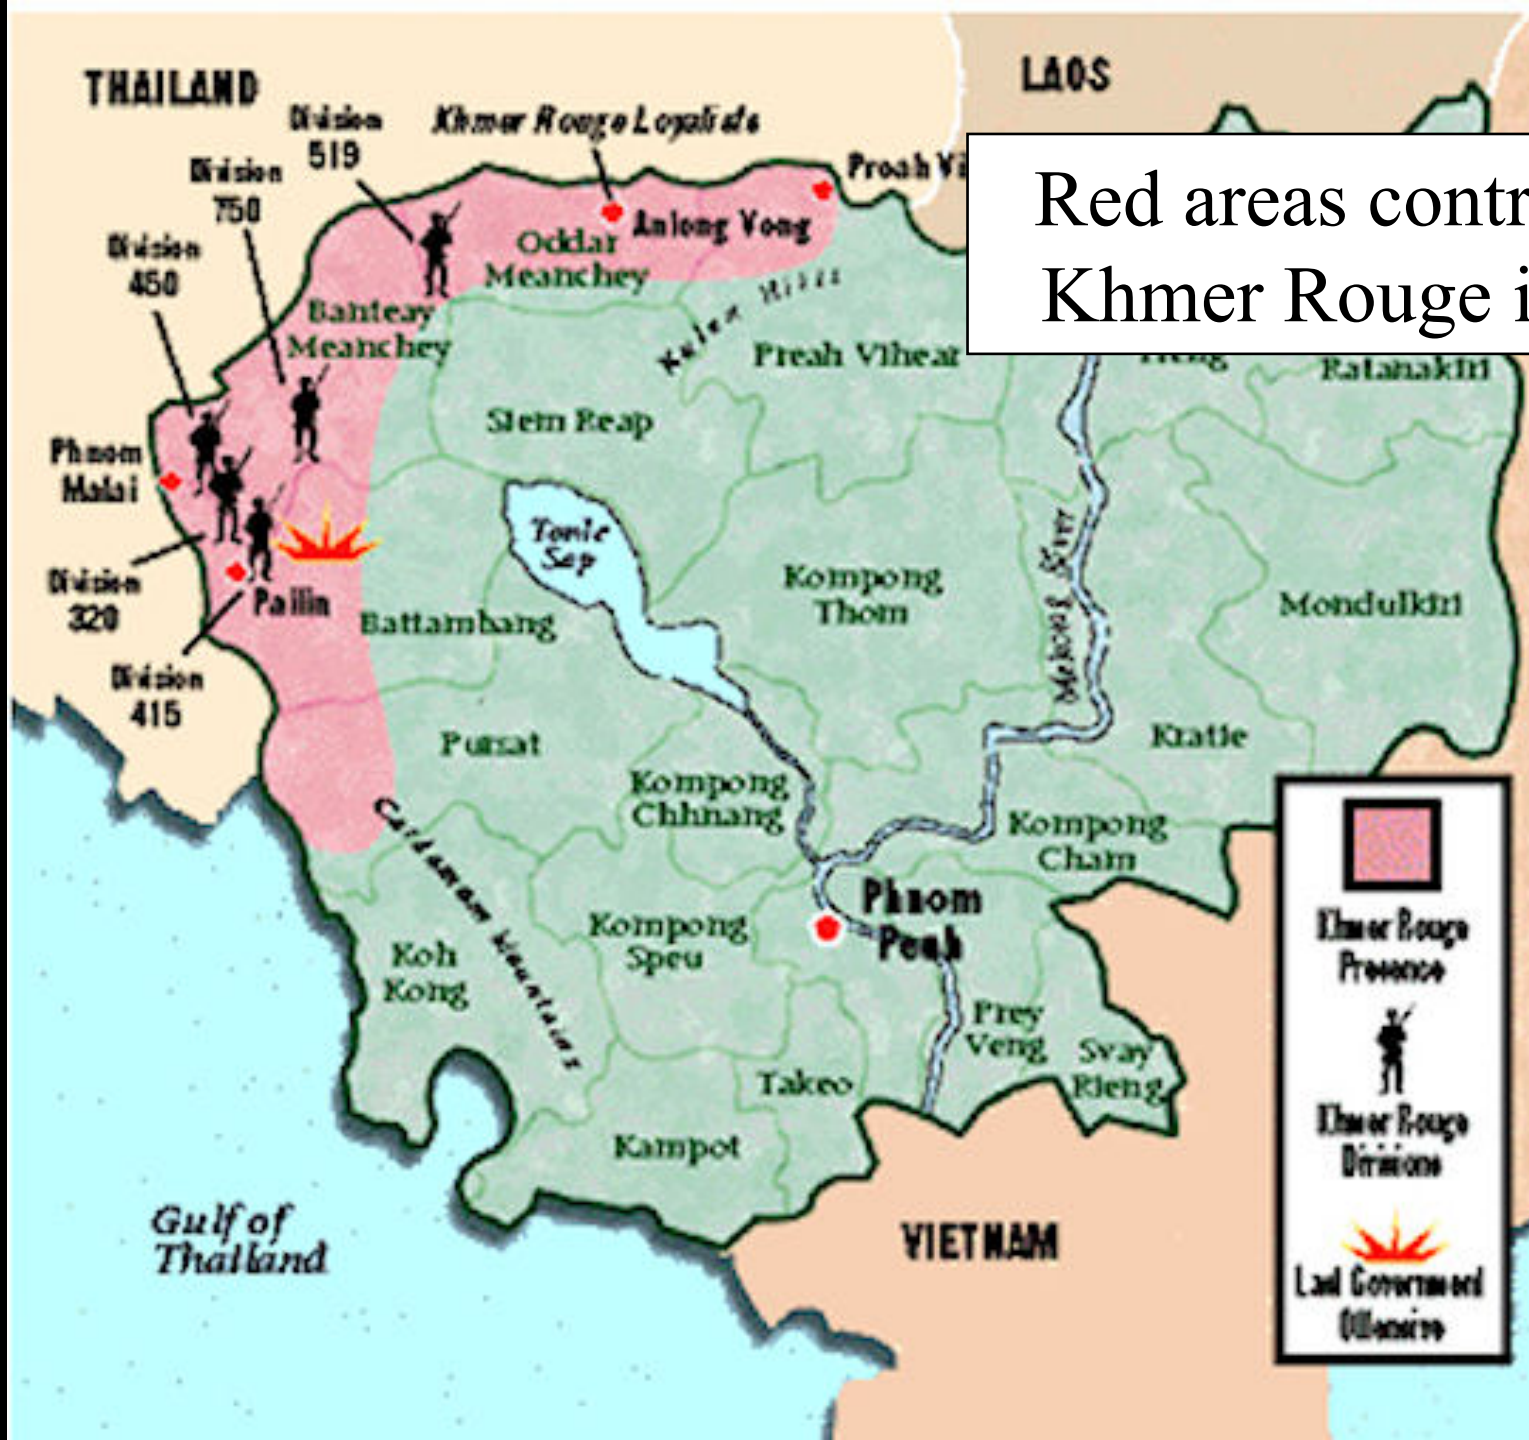 THAILAND
LAOS
Division
519
Khmer Rouge Loyalists
Division
750
Division
450
Preah Vi
Red areas contr
Khmer Rouge i
Anlong Veng
Oddar
Meanchey
Banteay
Meanchey
Kulen Hills
Preah Vihear
Ratanakiri
Siem Reap
Phnom
Malai
Tonle
Sap
Mekong River
Kompong
Thom
Mondulkiri
Division
320
Pailin
Battambang
Division
415
Pursat
Kratie
Kompong
Chhnang
Kompong
Cham
Cardamam Mountains
Phnom
Penh
Kompong
Speu
Koh
Kong
Prey
Veng
Svay
Rieng
Takeo
Kampot
Gulf of
Thailand
VIETNAM
Khmer Rouge
Presence
Khmer Rouge
Divisions
Last Government
Offensive